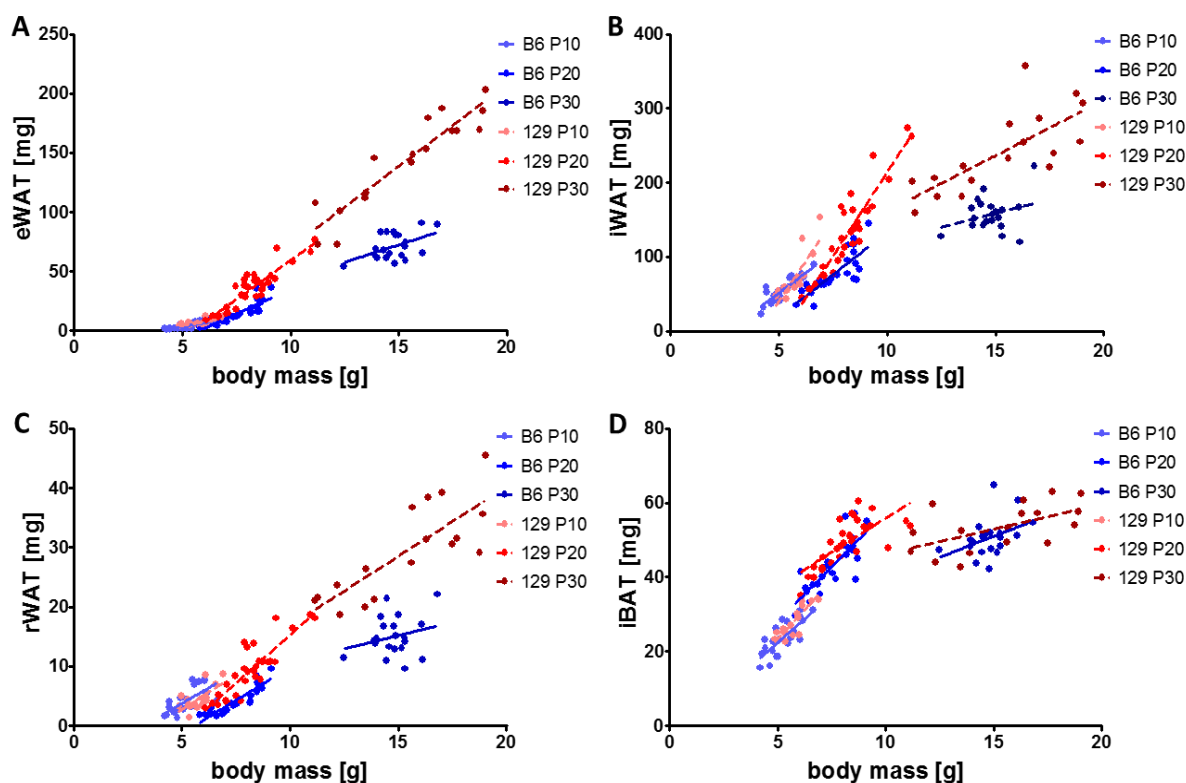 A
eWAT [mg]
250
200
150
100
50
0
0
5
10
15
20
body mass [g]
B6 P10
B6 P20
B6 P30
129 P10
129 P20
129 P30
B
iWAT [mg]
400
300
200
100
0
0
5
10
15
20
body mass [g]
B6 P10
B6 P20
B6 P30
129 P10
129 P20
129 P30
C
rWAT [mg]
50
40
30
20
10
0
0
5
10
15
20
body mass [g]
B6 P10
B6 P20
B6 P30
129 P10
129 P20
129 P30
D
iBAT [mg]
80
60
40
20
0
0
5
10
15
20
body mass [g]
B6 P10
B6 P20
B6 P30
129 P10
129 P20
129 P30